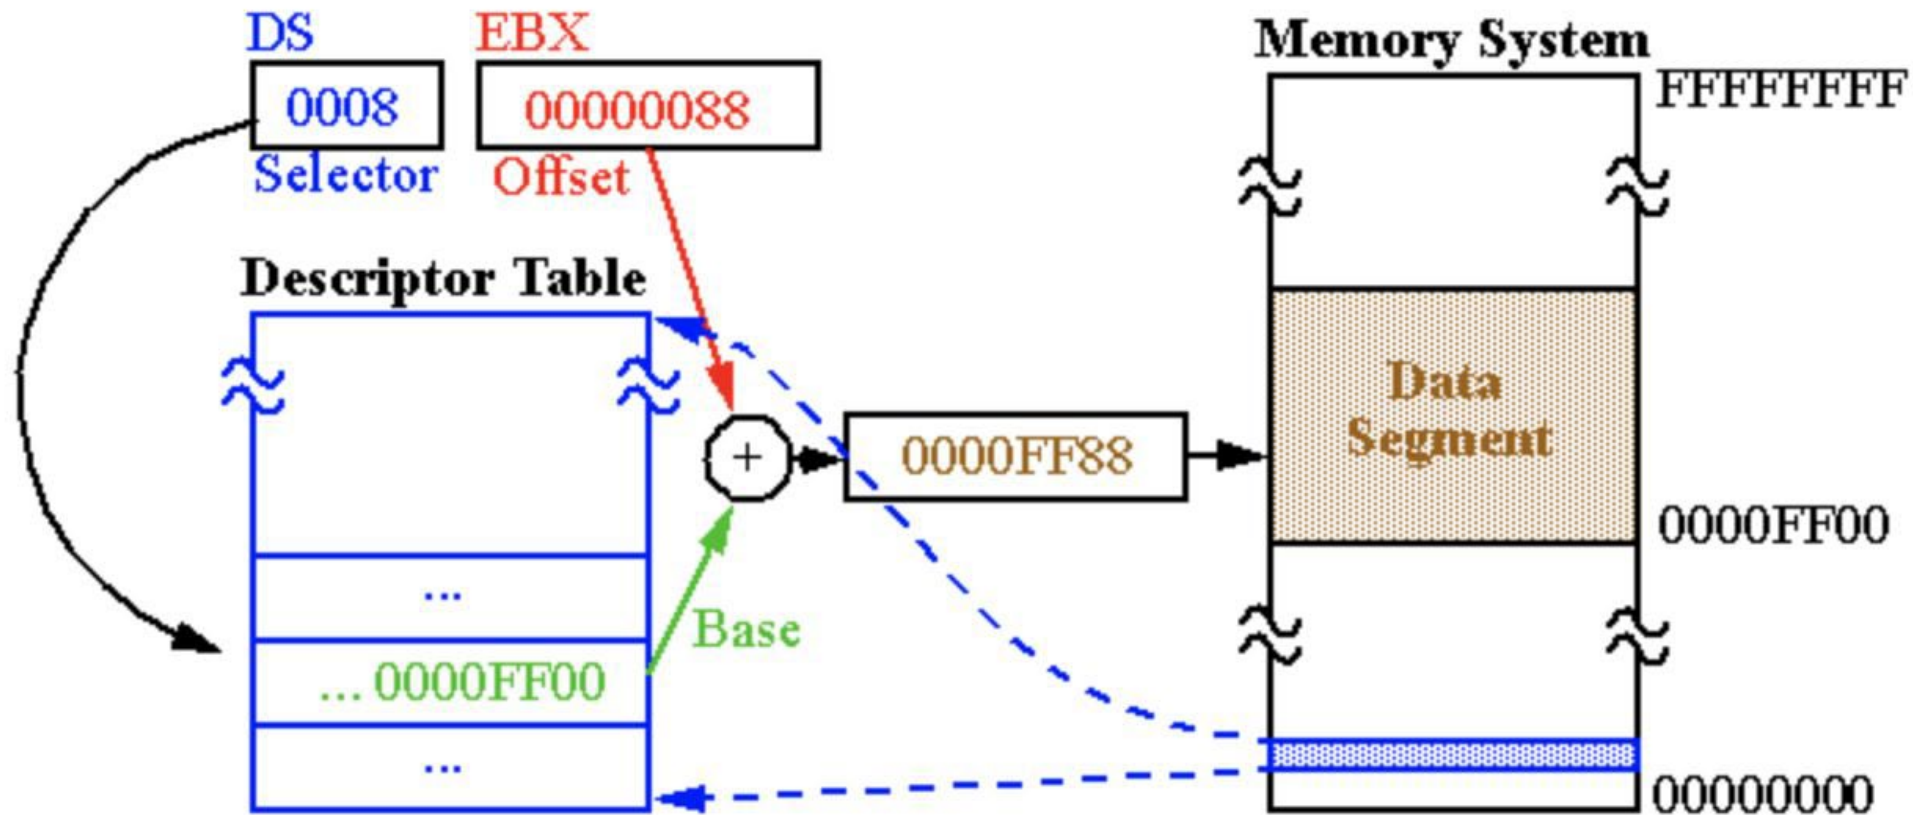 DS
EBX
0008
00000088
Selector
Offset
Descriptor Table
...
... 0000FF00
...
Base
+
0000FF88
Memory System
FFFFFFFF
Data
Segment
0000FF00
00000000